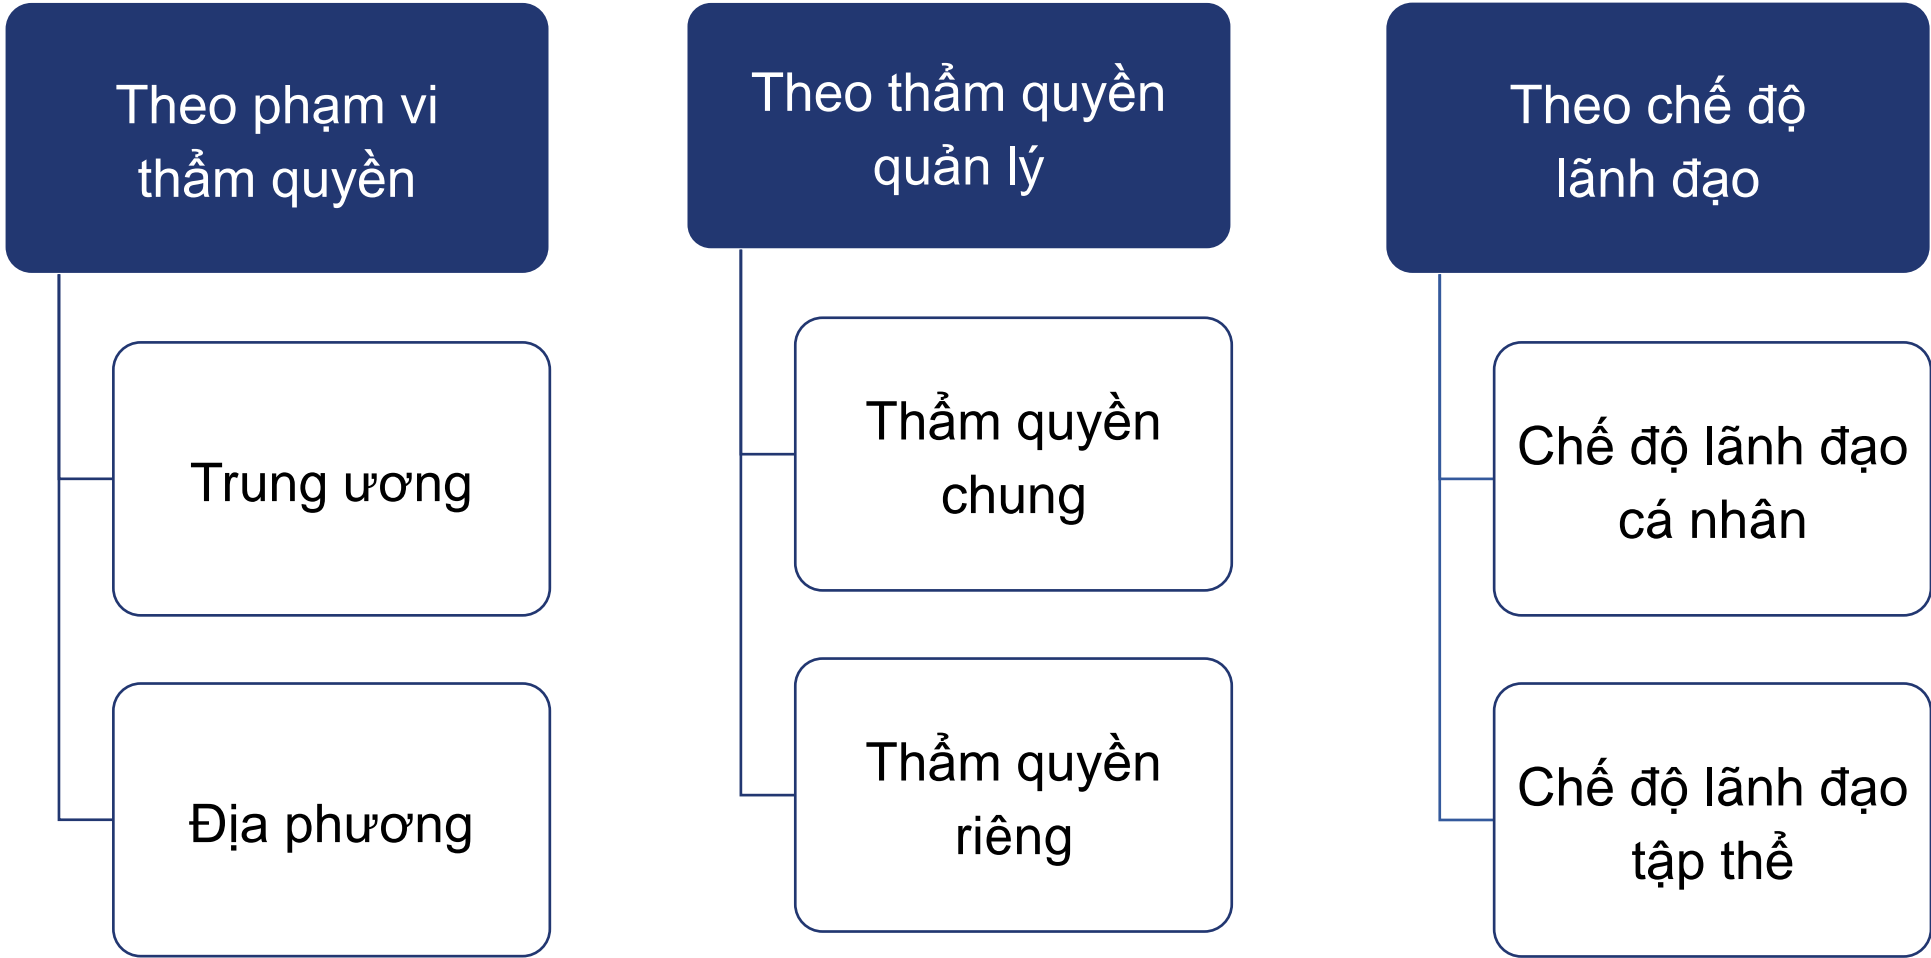 Theo phạm vi
thẩm quyền
Trung ương
Địa phương
Theo thẩm quyền
quản lý
Thẩm quyền
chung
Thẩm quyền
riêng
Theo chế độ
lãnh đạo
Chế độ lãnh đạo
cá nhân
Chế độ lãnh đạo
tập thể